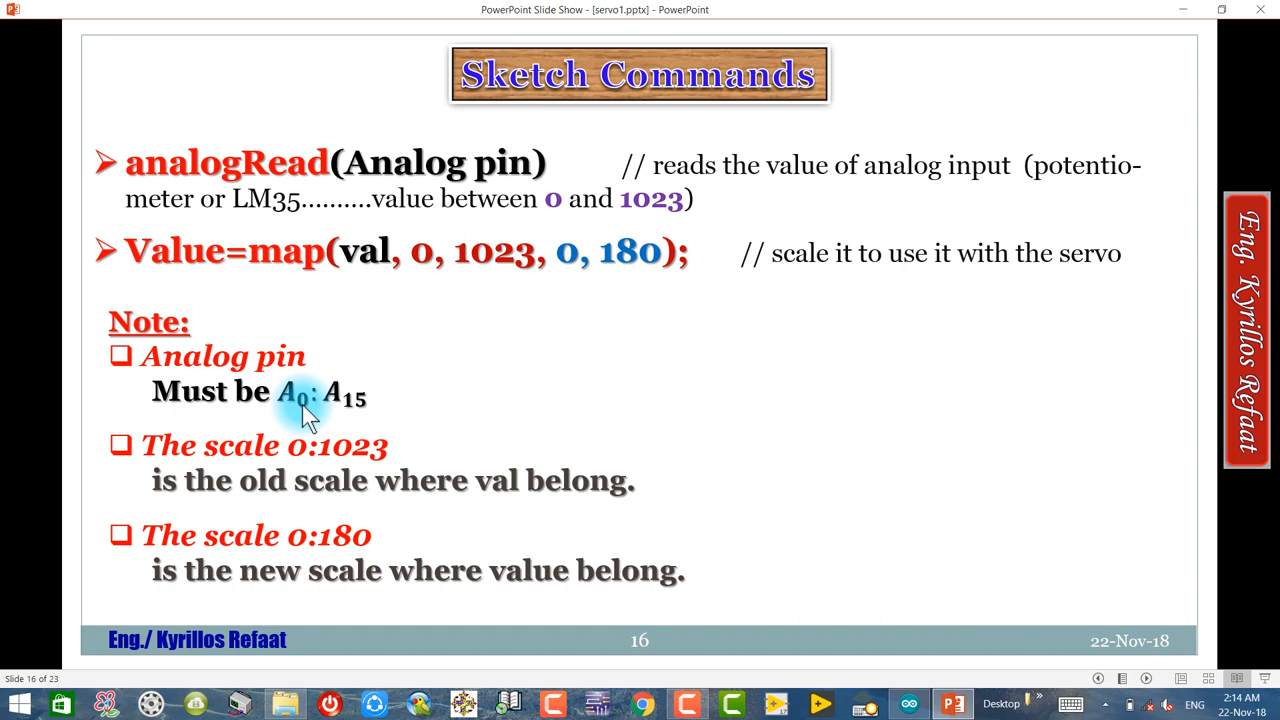 PowerPoint Slide Show - [servo1.pptx] - PowerPoint
Sketch Commands
analogRead(Analog pin) // reads the value of analog input (potentio-
meter or LM35..........value between 0 and 1023)
Value=map(val, 0, 1023, 0, 180); // scale it to use it with the servo
Note:
Analog pin
Must be A0: A15
The scale 0:1023
is the old scale where val belong.
The scale 0:180
is the new scale where value belong.
Eng. Kyrillos Refaat
Eng./ Kyrillos Refaat 16 22-Nov-18
Slide 16 of 23
Desktop ENG 2:14 AM
22-Nov-18